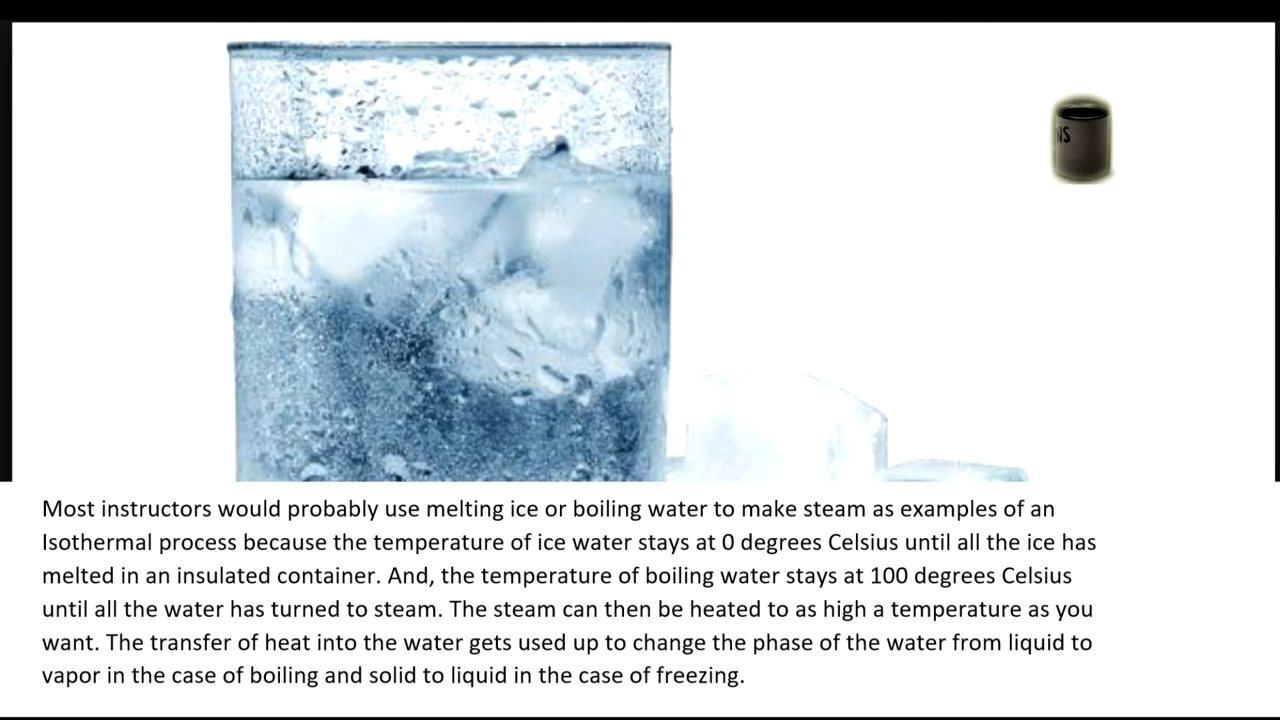 NS
Most instructors would probably use melting ice or boiling water to make steam as examples of an
Isothermal process because the temperature of ice water stays at 0 degrees Celsius until all the ice has
melted in an insulated container. And, the temperature of boiling water stays at 100 degrees Celsius
until all the water has turned to steam. The steam can then be heated to as high a temperature as you
want. The transfer of heat into the water gets used up to change the phase of the water from liquid to
vapor in the case of boiling and solid to liquid in the case of freezing.